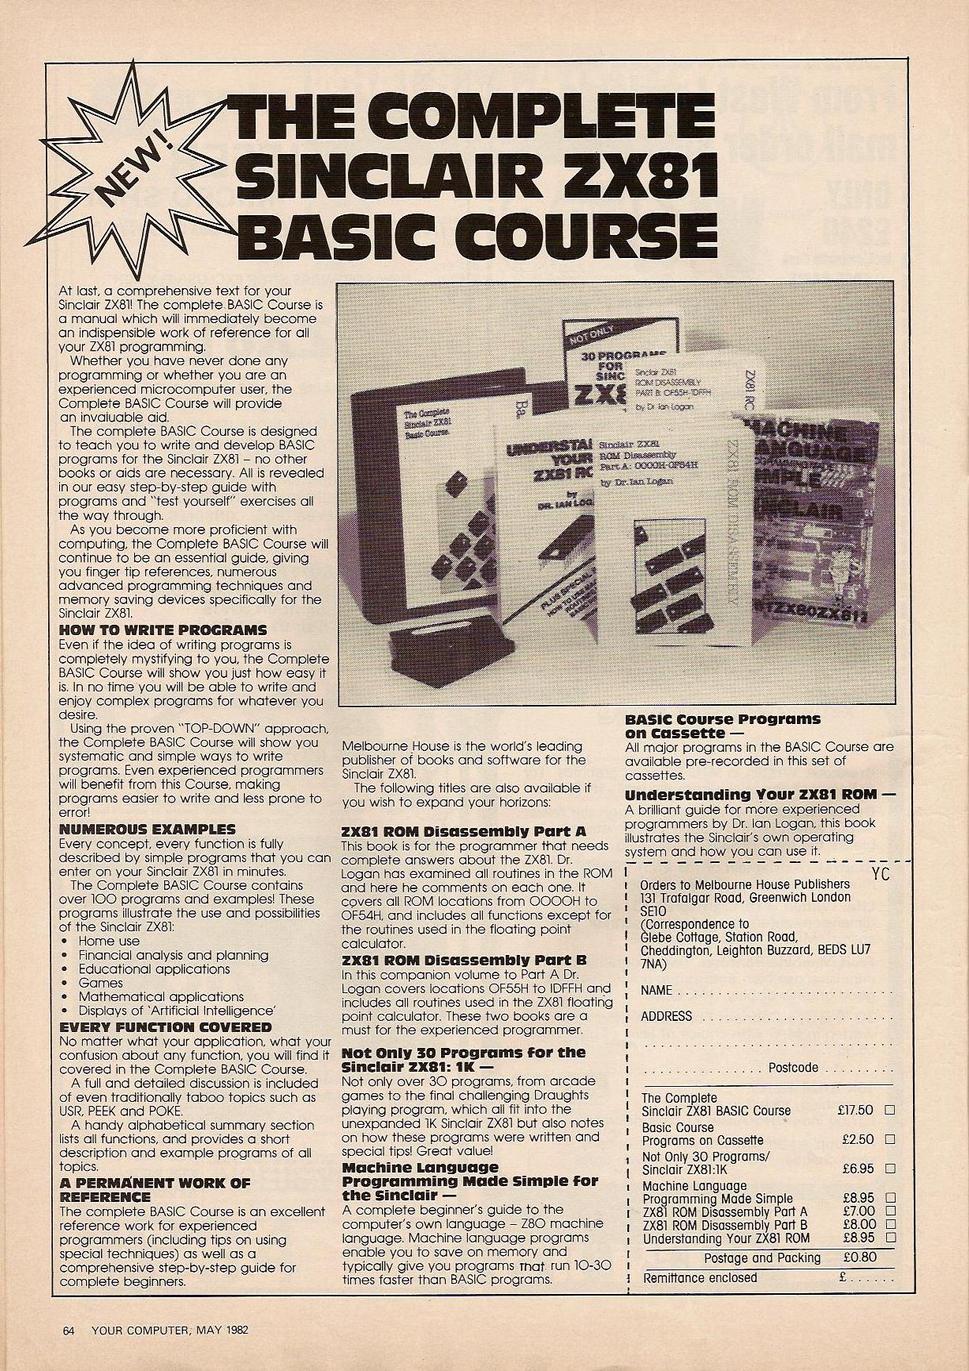 NEW!
THE COMPLETE
SINCLAIR ZX81
BASIC COURSE
At last, a comprehensive text for your
Sinclair ZX81! The complete BASIC Course is
a manual which will immediately become
an indispensible work of reference for all
your ZX81 programming.
Whether you have never done any
programming or whether you are an
experienced microcomputer user, the
Complete BASIC Course will provide
an invaluable aid.
The complete BASIC Course is designed
to teach you to write and develop BASIC
programs for the Sinclair ZX81 – no other
books or aids are necessary. All is revealed
in our easy step-by-step guide with
programs and "test yourself" exercises all
the way through.
As you become more proficient with
computing, the Complete BASIC Course will
continue to be an essential guide, giving
you finger tip references, numerous
advanced programming techniques and
memory saving devices specifically for the
Sinclair ZX81.
HOW TO WRITE PROGRAMS
Even if the idea of writing programs is
completely mystifying to you, the Complete
BASIC Course will show you just how easy it
is. In no time you will be able to write and
enjoy complex programs for whatever you
desire.
Using the proven "TOP-DOWN" approach,
the Complete BASIC Course will show you
systematic and simple ways to write
programs. Even experienced programmers
will benefit from this Course, making
programs easier to write and less prone to
error!
NUMEROUS EXAMPLES
Every concept, every function is fully
described by simple programs that you can
enter on your Sinclair ZX81 in minutes.
The Complete BASIC Course contains
over 100 programs and examples! These
programs illustrate the use and possibilities
of the Sinclair ZX81:
• Home use
• Financial analysis and planning
• Educational applications
• Games
• Mathematical applications
• Displays of 'Artificial Intelligence'
EVERY FUNCTION COVERED
No matter what your application, what your
confusion about any function, you will find it
covered in the Complete BASIC Course.
A full and detailed discussion is included
of even traditionally taboo topics such as
USR, PEEK and POKE.
A handy alphabetical summary section
lists all functions, and provides a short
description and example programs of all
topics.
A PERMANENT WORK OF
REFERENCE
The complete BASIC Course is an excellent
reference work for experienced
programmers (including tips on using
special techniques) as well as a
comprehensive step-by-step guide for
complete beginners.
The Complete
Sinclair ZX81
Basic Course.
Ba
NOT ONLY
30 PROGRAMS
FOR
SINC
ZX8
Sinclair ZX81
ROM DISASSEMBLY
PART B: OF55H-1DFFH
by Dr Ian Logan
ZX81 RO
UNDERSTA
YOUR
ZX81 RO
by
DR. IAN LOG
PLUS SPECIAL
Sinclair ZX81
ROM Disassembly
Part A: 0000H-0F54H
by Dr. Ian Logan
ZX81 ROM DISASSEMBLY
MACHINE
LANGUAGE
IMPLE
INCLAIR
ZX80ZX81
Melbourne House is the world's leading
publisher of books and software for the
Sinclair ZX81.
The following titles are also available if
you wish to expand your horizons:
ZX81 ROM Disassembly Part A
This book is for the programmer that needs
complete answers about the ZX81. Dr.
Logan has examined all routines in the ROM
and here he comments on each one. It
covers all ROM locations from OOOOH to
OF54H, and includes all functions except for
the routines used in the floating point
calculator.
ZX81 ROM Disassembly Part B
In this companion volume to Part A Dr.
Logan covers locations OF55H to IDFFH and
includes all routines used in the ZX81 floating
point calculator. These two books are a
must for the experienced programmer.
Not Only 30 Programs for the
Sinclair ZX81: 1K —
Not only over 30 programs, from arcade
games to the final challenging Draughts
playing program, which all fit into the
unexpanded 1K Sinclair ZX81 but also notes
on how these programs were written and
special tips! Great value!
Machine Language
Programming Made Simple for
the Sinclair —
A complete beginner's guide to the
computer's own language – Z80 machine
language. Machine language programs
enable you to save on memory and
typically give you programs that run 10-30
times faster than BASIC programs.
BASIC Course Programs
on Cassette —
All major programs in the BASIC Course are
available pre-recorded in this set of
cassettes.
Understanding Your ZX81 ROM —
A brilliant guide for more experienced
programmers by Dr. Ian Logan, this book
illustrates the Sinclair's own operating
system and how you can use it.
YC
Orders to Melbourne House Publishers
131 Trafalgar Road, Greenwich London
SE10
(Correspondence to
Glebe Cottage, Station Road,
Cheddington, Leighton Buzzard, BEDS LU7
7NA)
NAME
ADDRESS
Postcode
The Complete
Sinclair ZX81 BASIC Course £17.50
Basic Course
Programs on Cassette £2.50
Not Only 30 Programs/
Sinclair ZX81:1K £6.95
Machine Language
Programming Made Simple £8.95
ZX81 ROM Disassembly Part A £7.00
ZX81 ROM Disassembly Part B £8.00
Understanding Your ZX81 ROM £8.95
Postage and Packing £0.80
Remittance enclosed £
64 YOUR COMPUTER, MAY 1982